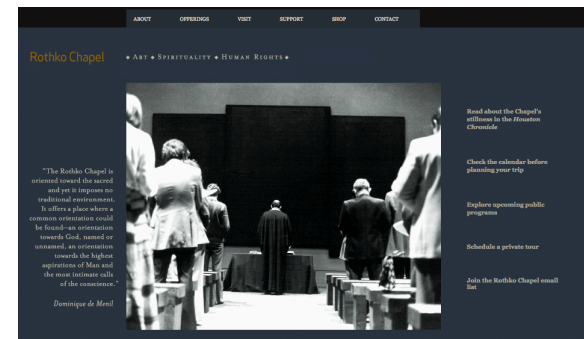 ABOUT OFFERINGS VISIT SUPPORT SHOP CONTACT
Rothko Chapel
◆ ART ◆ SPIRITUALITY ◆ HUMAN RIGHTS ◆
"The Rothko Chapel is
oriented toward the sacred
and yet it imposes no
traditional environment.
It offers a place where a
common orientation could
be found—an orientation
towards God, named or
unnamed, an orientation
towards the highest
aspirations of Man and
the most intimate calls
of the conscience."
Dominique de Menil
Read about the Chapel's
stillness in the Houston
Chronicle
Check the calendar before
planning your trip
Explore upcoming public
programs
Schedule a private tour
Join the Rothko Chapel email
list